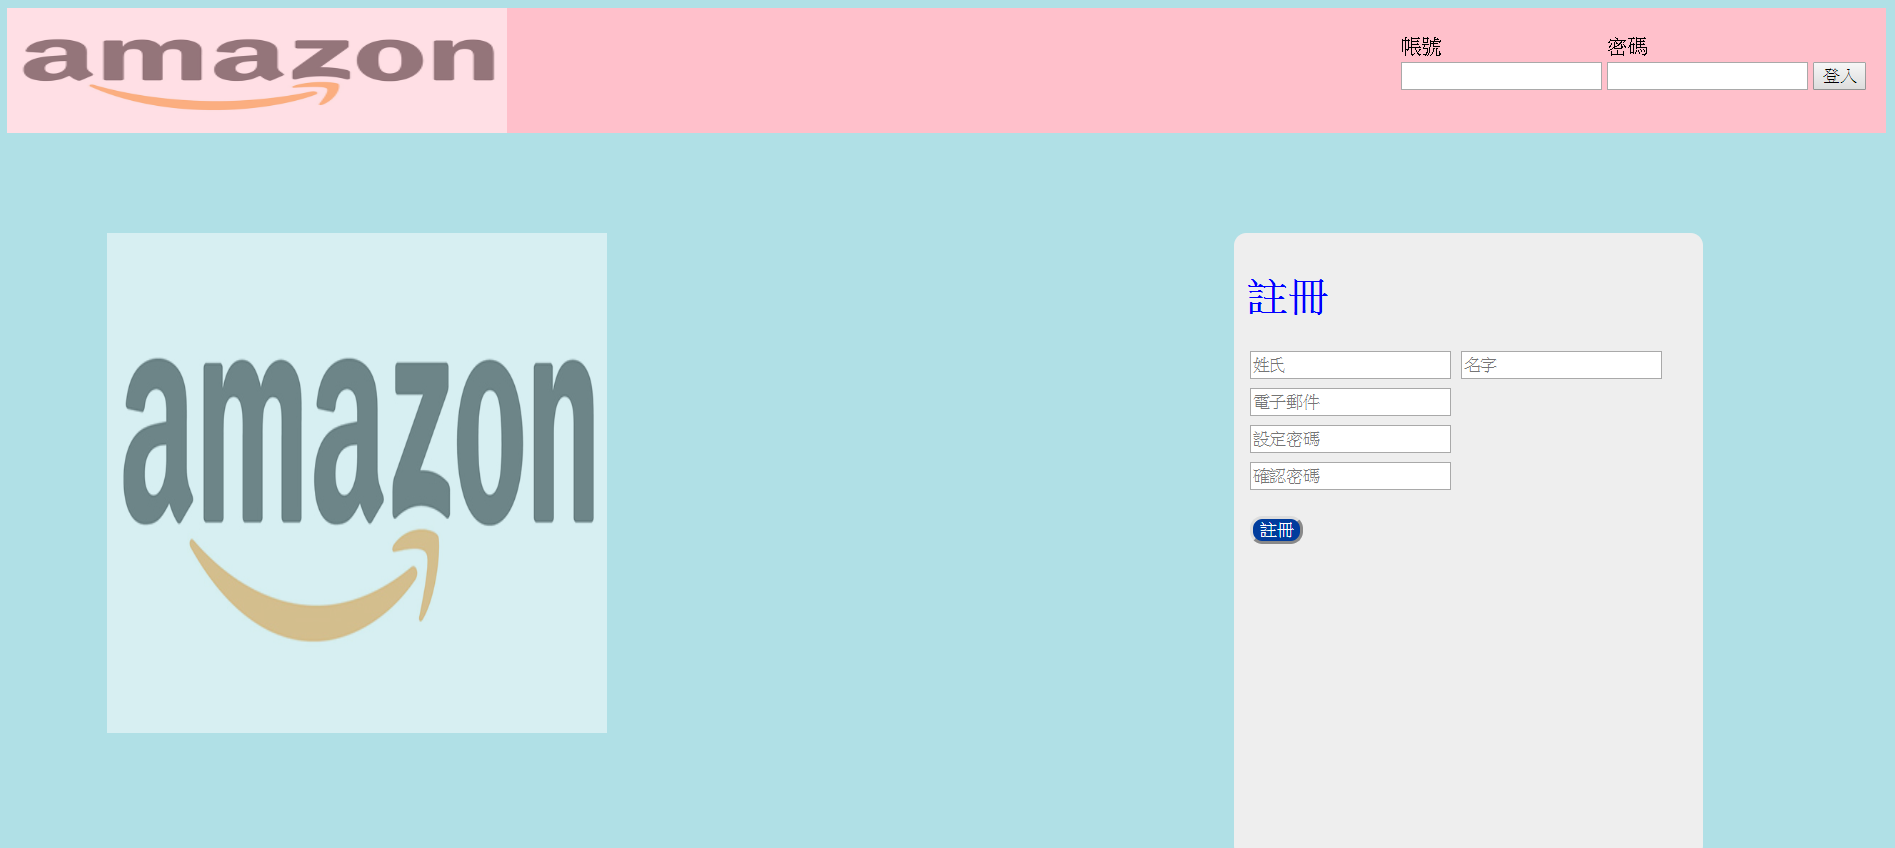 amazon
帳號 密碼
登入
amazon
註冊
姓氏 名字
電子郵件
設定密碼
確認密碼
註冊